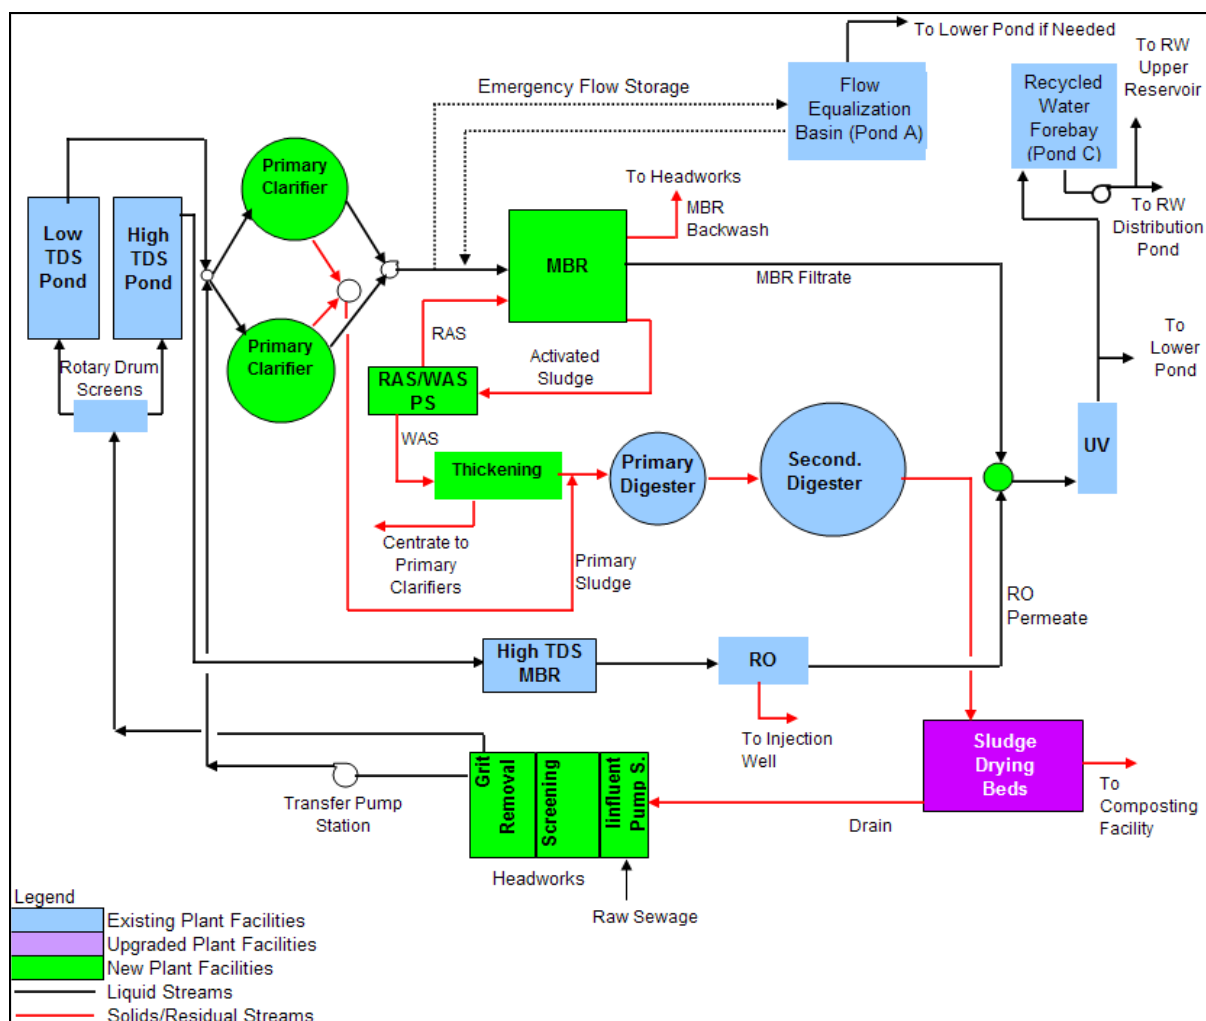 To Lower Pond if Needed
To RW
Upper
Reservoir
Emergency Flow Storage
Flow
Equalization
Basin (Pond A)
Recycled
Water
Forebay
(Pond C)
Primary
Clarifier
To Headworks
MBR
Backwash
To RW
Distribution
Pond
Low
TDS
Pond
High
TDS
Pond
MBR
MBR Filtrate
Primary
Clarifier
RAS
Activated
Sludge
To
Lower
Pond
Rotary Drum
Screens
RAS/WAS
PS
WAS
UV
Thickening
Primary
Digester
Second.
Digester
Centrate to
Primary
Clarifiers
Primary
Sludge
RO
Permeate
High TDS
MBR
RO
To Injection
Well
Sludge
Drying
Beds
To
Composting
Facility
Transfer Pump
Station
Grit
Removal
Screening
Iinfluent
Pump S.
Drain
Headworks
Raw Sewage
Legend
Existing Plant Facilities
Upgraded Plant Facilities
New Plant Facilities
Liquid Streams
Solids/Residual Streams